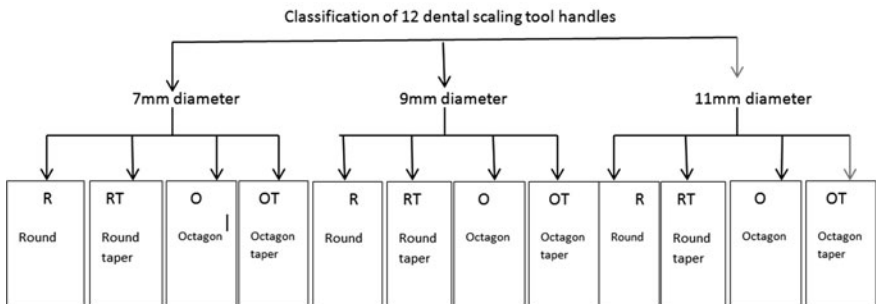 Classification of 12 dental scaling tool handles
7mm diameter 9mm diameter 11mm diameter
R RT O OT R RT O OT R RT O OT
Round Round taper Octagon Octagon taper Round Round taper Octagon Octagon taper Round Round taper Octagon Octagon taper